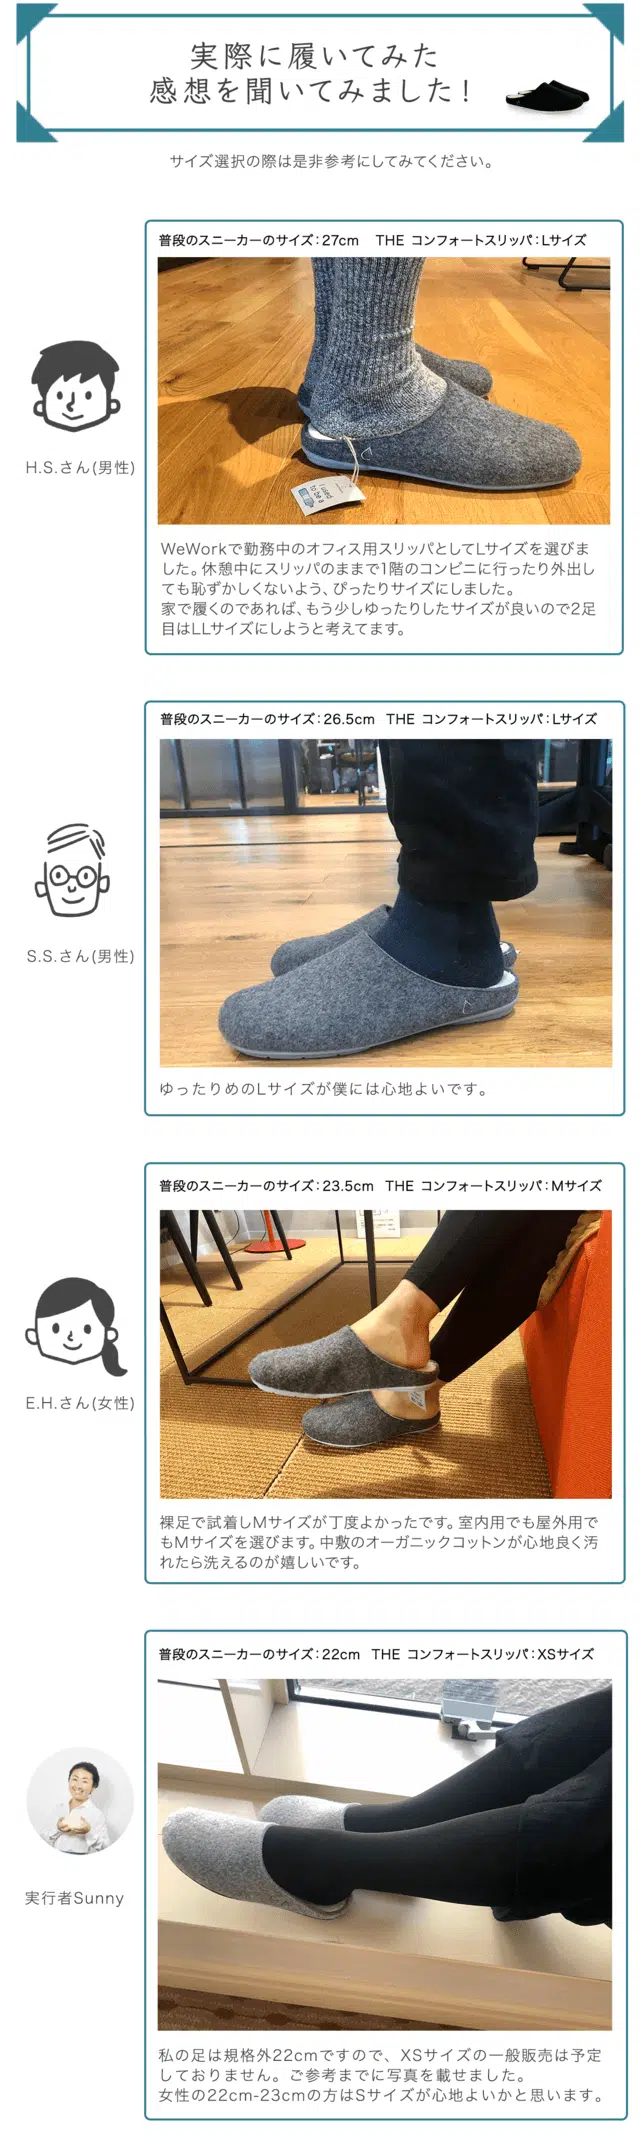 実際に履いてみた
感想を聞いてみました！
サイズ選択の際は是非参考にしてみてください。
普段のスニーカーのサイズ：27cm　THE コンフォートスリッパ：Lサイズ
I used
to be a
H.S.さん(男性)
WeWorkで勤務中のオフィス用スリッパとしてLサイズを選びま
した。休憩中にスリッパのままで1階のコンビニに行ったり外出し
ても恥ずかしくないよう、ぴったりサイズにしました。
家で履くのであれば、もう少しゆったりしたサイズが良いので2足
目はLLサイズにしようと考えてます。
普段のスニーカーのサイズ：26.5cm　THE コンフォートスリッパ：Lサイズ
S.S.さん(男性)
ゆったりめのLサイズが僕には心地よいです。
普段のスニーカーのサイズ：23.5cm　THE コンフォートスリッパ：Mサイズ
E.H.さん(女性)
裸足で試着しMサイズが丁度よかったです。室内用でも屋外用で
もMサイズを選びます。中敷のオーガニックコットンが心地良く汚
れたら洗えるのが嬉しいです。
普段のスニーカーのサイズ：22cm　THE コンフォートスリッパ：XSサイズ
実行者Sunny
私の足は規格外22cmですので、XSサイズの一般販売は予定
しておりません。ご参考までに写真を載せました。
女性の22cm-23cmの方はSサイズが心地よいかと思います。